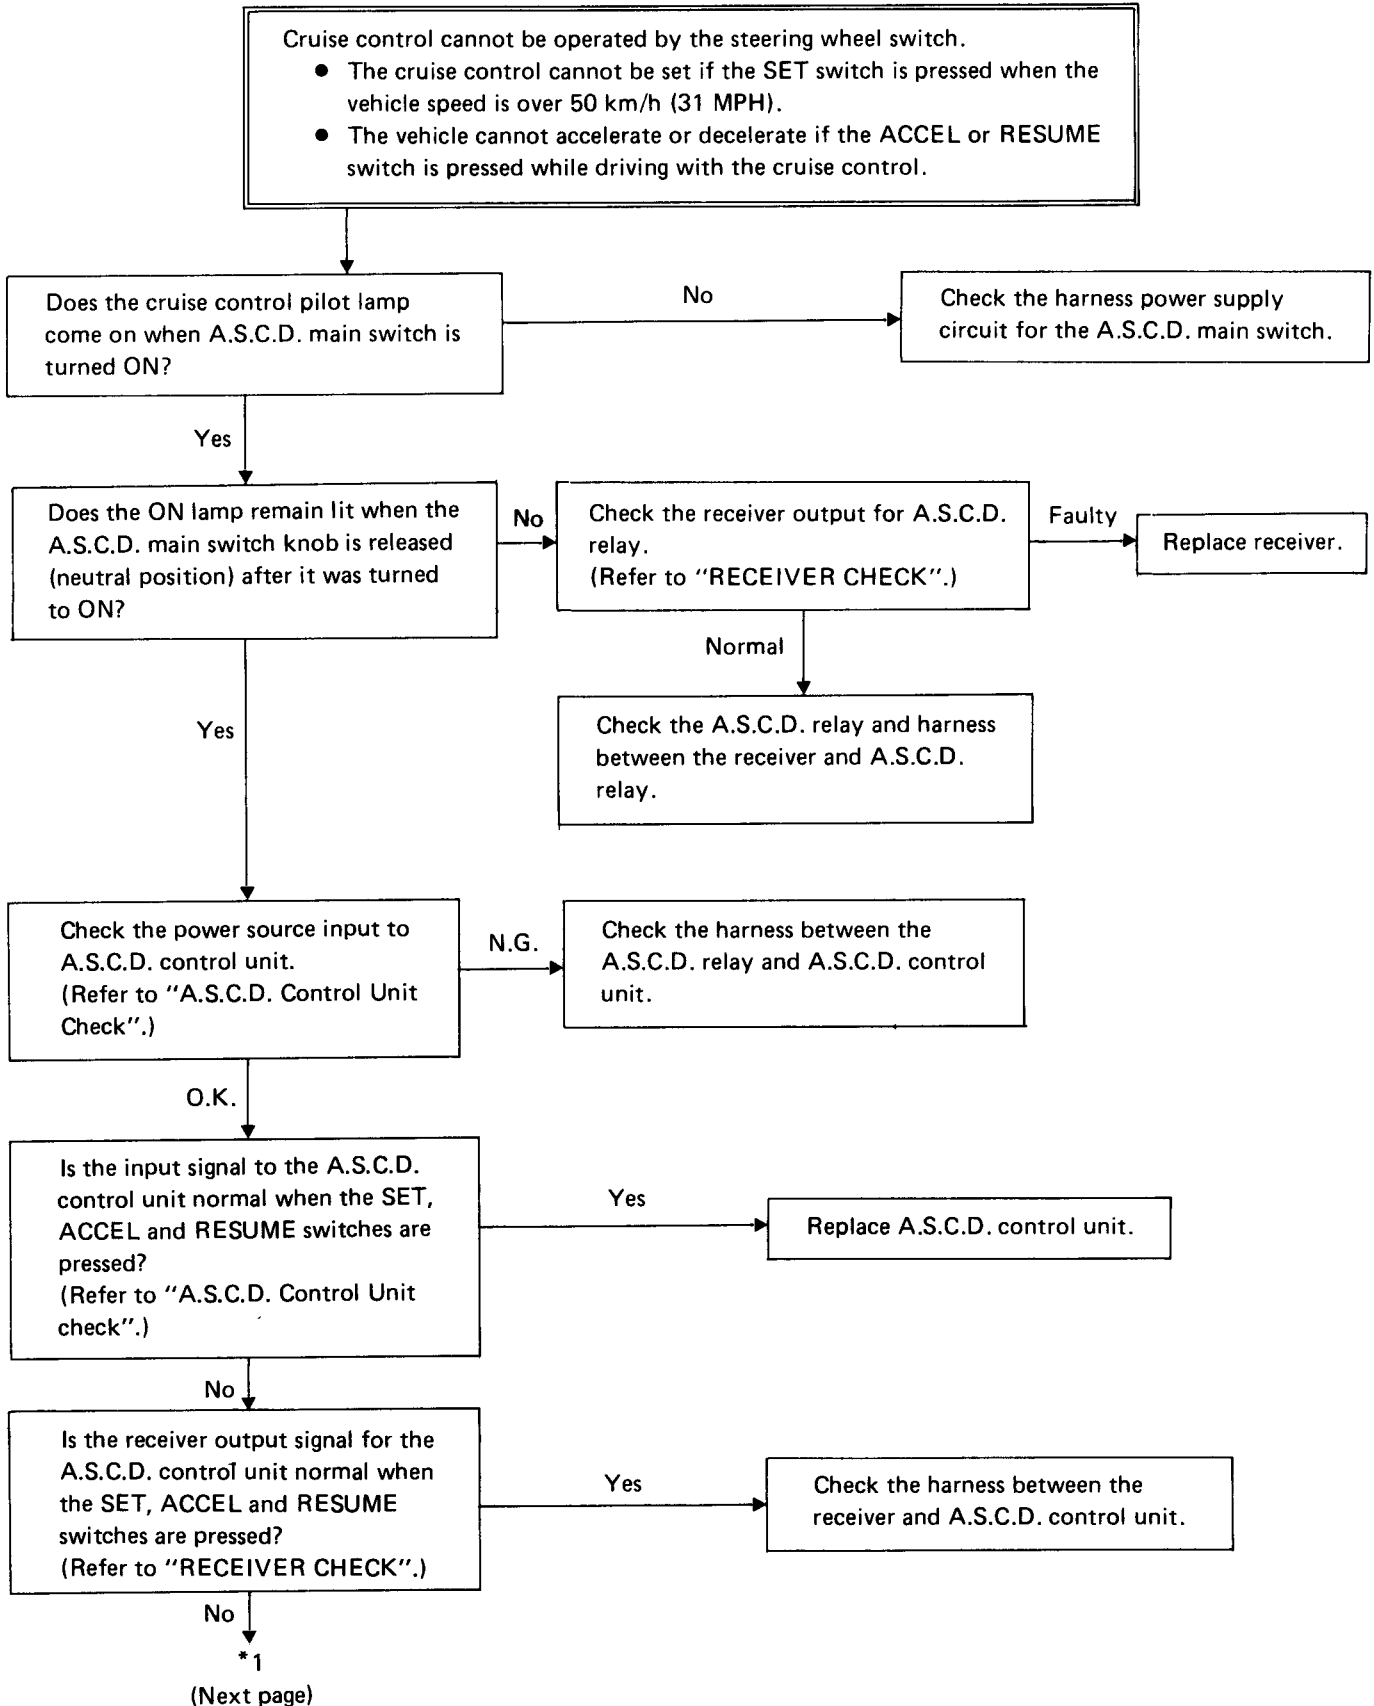 Cruise control cannot be operated by the steering wheel switch.
● The cruise control cannot be set if the SET switch is pressed when the
vehicle speed is over 50 km/h (31 MPH).
● The vehicle cannot accelerate or decelerate if the ACCEL or RESUME
switch is pressed while driving with the cruise control.
Does the cruise control pilot lamp
come on when A.S.C.D. main switch is
turned ON?
No
Check the harness power supply
circuit for the A.S.C.D. main switch.
Yes
Does the ON lamp remain lit when the
A.S.C.D. main switch knob is released
(neutral position) after it was turned
to ON?
No
Check the receiver output for A.S.C.D.
relay.
(Refer to "RECEIVER CHECK".)
Faulty
Replace receiver.
Normal
Check the A.S.C.D. relay and harness
between the receiver and A.S.C.D.
relay.
Yes
Check the power source input to
A.S.C.D. control unit.
(Refer to "A.S.C.D. Control Unit
Check".)
N.G.
Check the harness between the
A.S.C.D. relay and A.S.C.D. control
unit.
O.K.
Is the input signal to the A.S.C.D.
control unit normal when the SET,
ACCEL and RESUME switches are
pressed?
(Refer to "A.S.C.D. Control Unit
check".)
Yes
Replace A.S.C.D. control unit.
No
Is the receiver output signal for the
A.S.C.D. control unit normal when
the SET, ACCEL and RESUME
switches are pressed?
(Refer to "RECEIVER CHECK".)
Yes
Check the harness between the
receiver and A.S.C.D. control unit.
No
*1
(Next page)